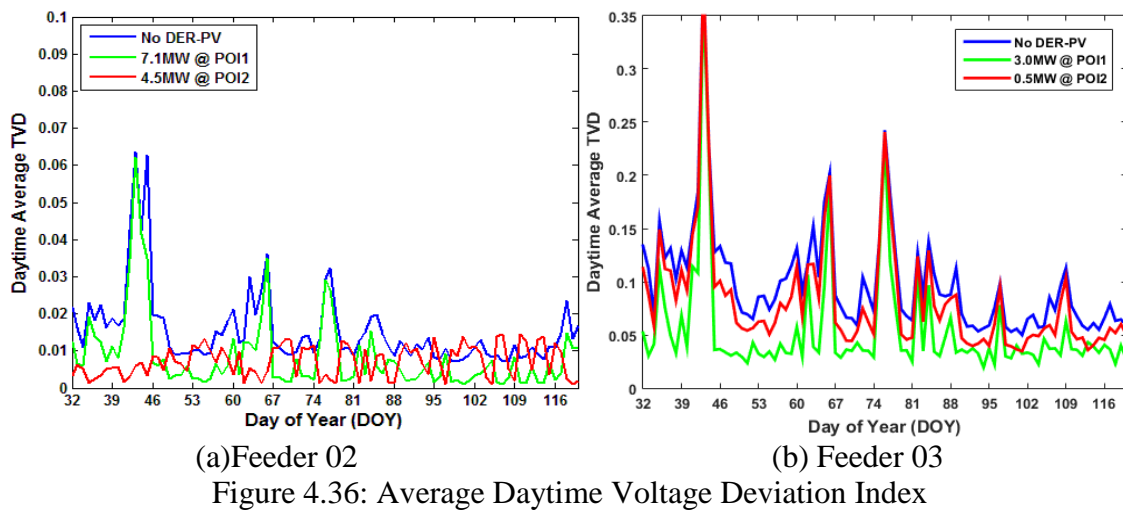 0.1
0.09
0.08
0.07
0.06
0.05
0.04
0.03
0.02
0.01
0
Daytime Average TVD
No DER-PV
7.1MW @ POI1
4.5MW @ POI2
32 39 46 53 60 67 74 81 88 95 102 109 116
Day of Year (DOY)
0.35
0.3
0.25
0.2
0.15
0.1
0.05
0
Daytime Average TVD
No DER-PV
3.0MW @ POI1
0.5MW @ POI2
32 39 46 53 60 67 74 81 88 95 102 109 116
Day of Year (DOY)
(a)Feeder 02
(b) Feeder 03
Figure 4.36: Average Daytime Voltage Deviation Index